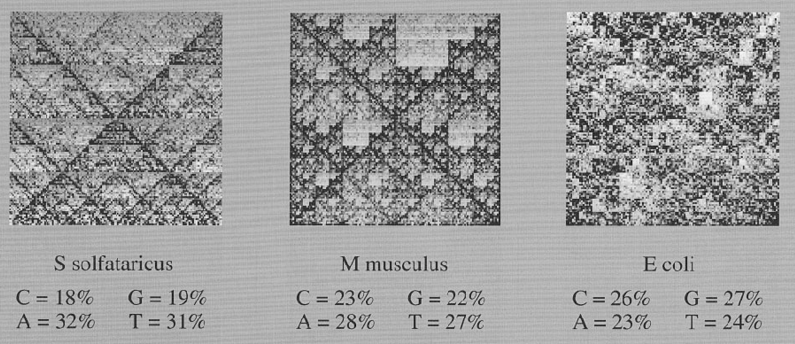 S solfataricus
C = 18% G = 19%
A = 32% T = 31%
M musculus
C = 23% G = 22%
A = 28% T = 27%
E coli
C = 26% G = 27%
A = 23% T = 24%